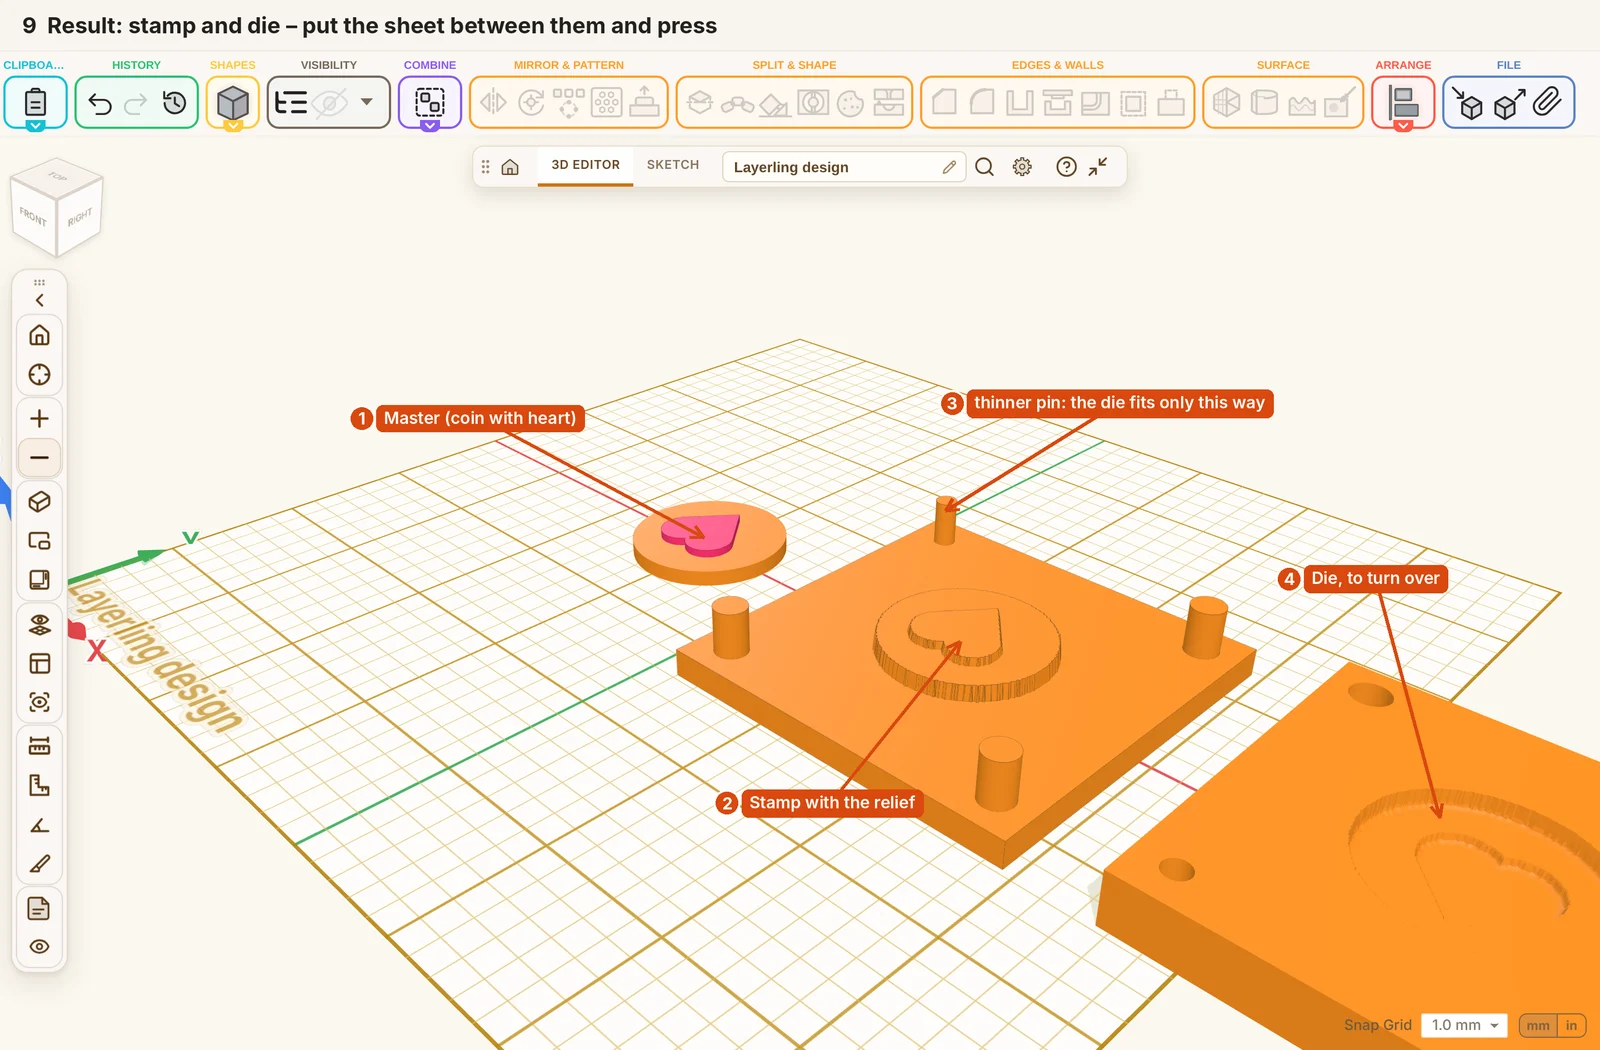 9 Result: stamp and die – put the sheet between them and press
CLIPBOA...
HISTORY
SHAPES
VISIBILITY
COMBINE
MIRROR & PATTERN
SPLIT & SHAPE
EDGES & WALLS
SURFACE
ARRANGE
FILE
3D EDITOR
SKETCH
Layerling design
TOP
FRONT
RIGHT
1 Master (coin with heart)
3 thinner pin: the die fits only this way
4 Die, to turn over
2 Stamp with the relief
Y
X
Layerling design
Snap Grid
1.0 mm
mm
in